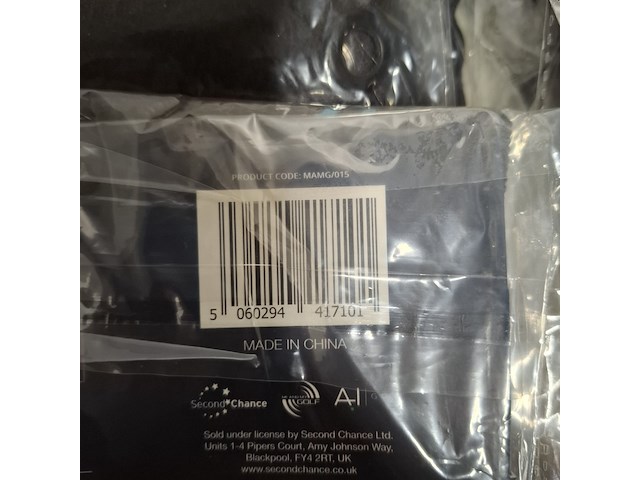 PRODUCT CODE: MAMG/015
5 060294 417101
MADE IN CHINA
Second Chance
GOLF
Sold under license by Second Chance Ltd.
Units 1-4 Pipers Court, Amy Johnson Way,
Blackpool, FY4 2RT, UK
www.secondchance.co.uk